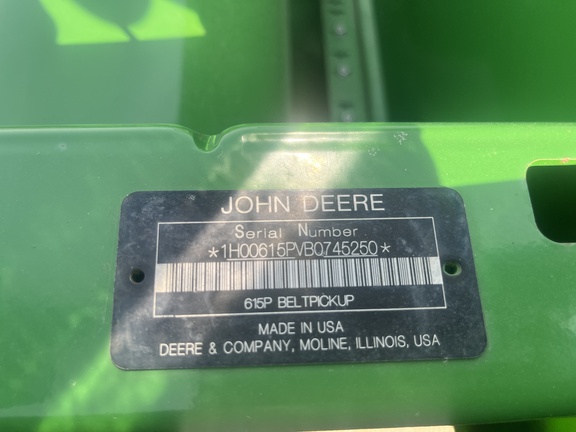 JOHN DEERE
Serial Number
*1H00615PVB0745250*
615P BELTPICKUP
MADE IN USA
DEERE & COMPANY, MOLINE, ILLINOIS, USA